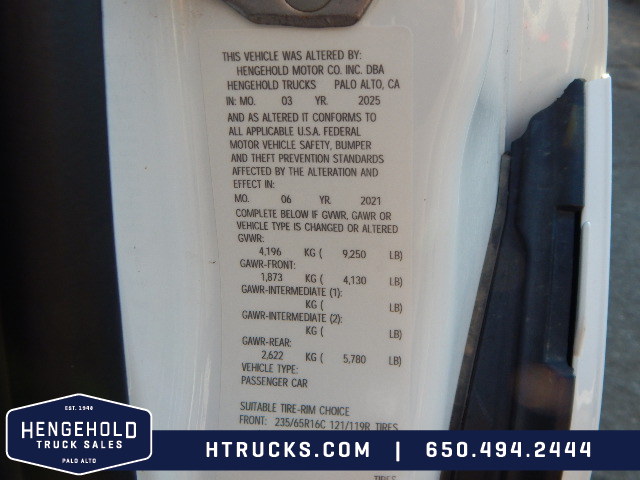 THIS VEHICLE WAS ALTERED BY:
HENGEHOLD MOTOR CO. INC. DBA
HENGEHOLD TRUCKS PALO ALTO, CA
IN: MO. 03 YR. 2025
AND AS ALTERED IT CONFORMS TO
ALL APPLICABLE U.S.A. FEDERAL
MOTOR VEHICLE SAFETY, BUMPER
AND THEFT PREVENTION STANDARDS
AFFECTED BY THE ALTERATION AND
EFFECT IN:
MO. 06 YR. 2021
COMPLETE BELOW IF GVWR, GAWR OR
VEHICLE TYPE IS CHANGED OR ALTERED
GVWR:
4,196 KG ( 9,250 LB)
GAWR-FRONT:
1,873 KG ( 4,130 LB)
GAWR-INTERMEDIATE (1):
KG ( LB)
GAWR-INTERMEDIATE (2):
KG ( LB)
GAWR-REAR:
2,622 KG ( 5,780 LB)
VEHICLE TYPE:
PASSENGER CAR
SUITABLE TIRE-RIM CHOICE
FRONT: 235/65R16C 121/119R TIRES
EST. 1940
HENGEHOLD
TRUCK SALES
PALO ALTO
HTRUCKS.COM | 650.494.2444